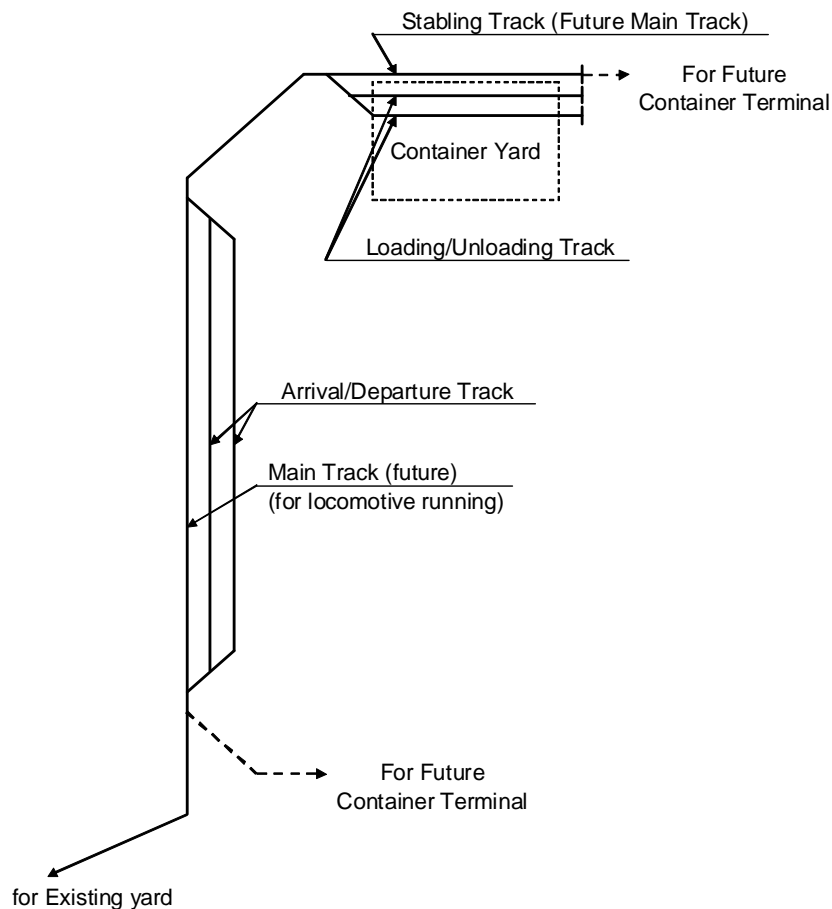 Stabling Track (Future Main Track)
For Future
Container Terminal
Container Yard
Loading/Unloading Track
Arrival/Departure Track
Main Track (future)
(for locomotive running)
For Future
Container Terminal
for Existing yard